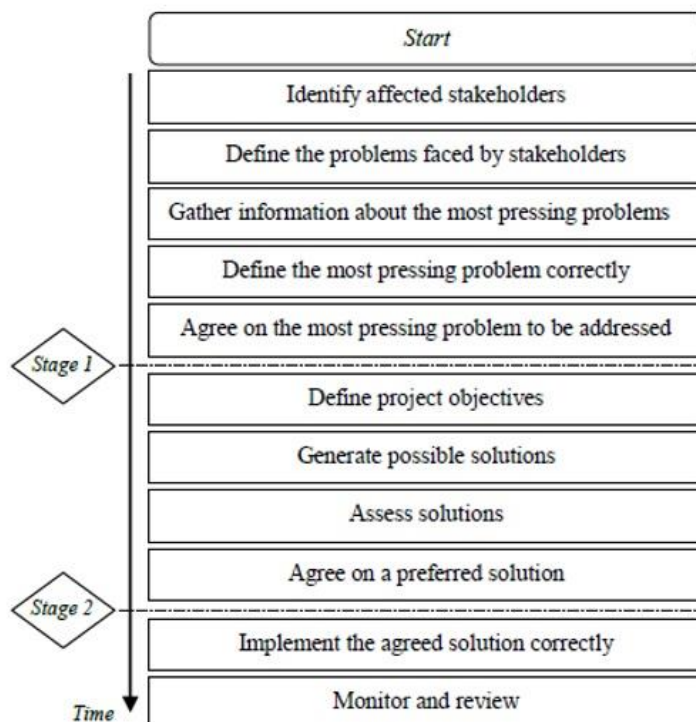 Start
Identify affected stakeholders
Define the problems faced by stakeholders
Gather information about the most pressing problems
Define the most pressing problem correctly
Agree on the most pressing problem to be addressed
Stage 1
Define project objectives
Generate possible solutions
Assess solutions
Agree on a preferred solution
Stage 2
Implement the agreed solution correctly
Monitor and review
Time